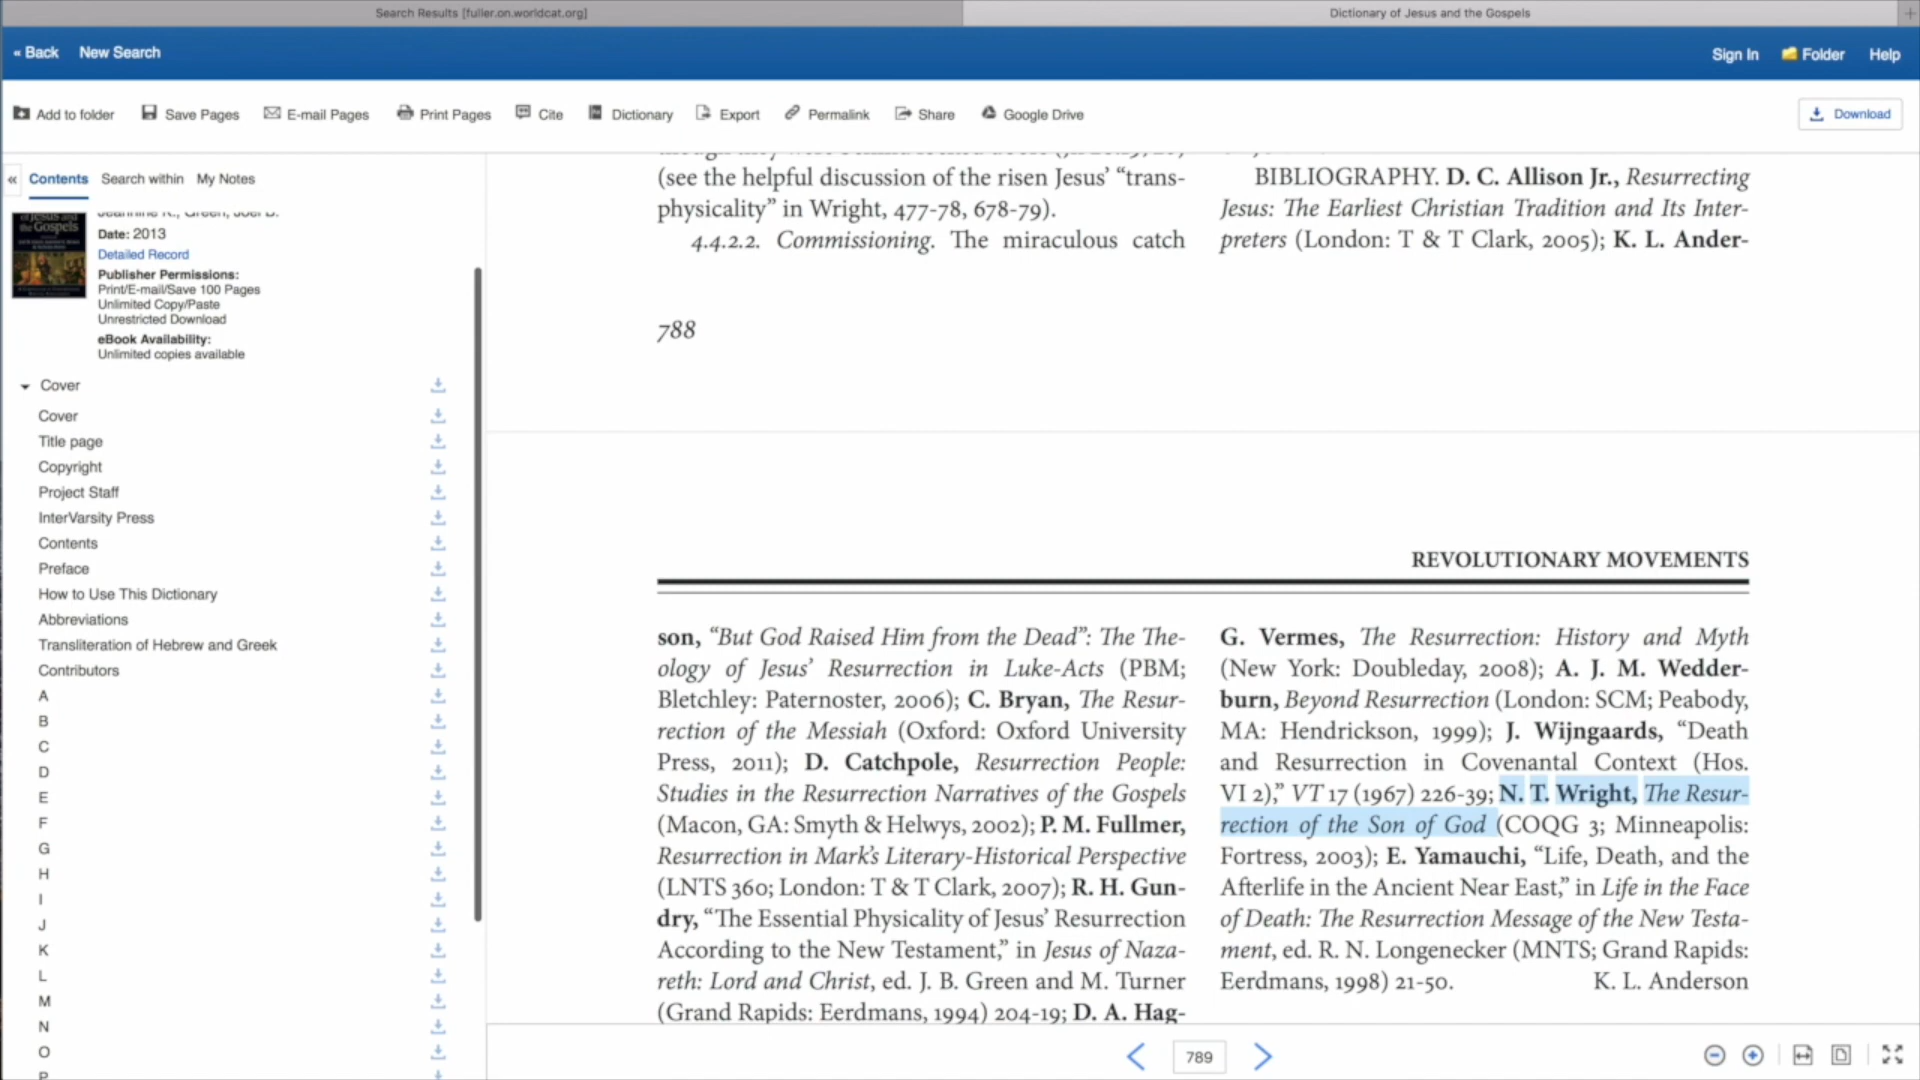 Search Results [fuller.on.worldcat.org]
Dictionary of Jesus and the Gospels
« Back
New Search
Sign In
Folder
Help
Add to folder
Save Pages
E-mail Pages
Print Pages
Cite
Dictionary
Export
Permalink
Share
Google Drive
Download
« Contents
Search within
My Notes
of Jesus and
the Gospels
Jeannine K., Green, Joel B.
Date: 2013
Detailed Record
Publisher Permissions:
Print/E-mail/Save 100 Pages
Unlimited Copy/Paste
Unrestricted Download
eBook Availability:
Unlimited copies available
Cover
Cover
Title page
Copyright
Project Staff
InterVarsity Press
Contents
Preface
How to Use This Dictionary
Abbreviations
Transliteration of Hebrew and Greek
Contributors
A
B
C
D
E
F
G
H
I
J
K
L
M
N
O
P
(see the helpful discussion of the risen Jesus’ “trans-
physicality” in Wright, 477-78, 678-79).
4.4.2.2. Commissioning. The miraculous catch
788
BIBLIOGRAPHY. D. C. Allison Jr., Resurrecting
Jesus: The Earliest Christian Tradition and Its Inter-
preters (London: T & T Clark, 2005); K. L. Ander-
REVOLUTIONARY MOVEMENTS
son, “But God Raised Him from the Dead”: The The-
ology of Jesus’ Resurrection in Luke-Acts (PBM;
Bletchley: Paternoster, 2006); C. Bryan, The Resur-
rection of the Messiah (Oxford: Oxford University
Press, 2011); D. Catchpole, Resurrection People:
Studies in the Resurrection Narratives of the Gospels
(Macon, GA: Smyth & Helwys, 2002); P. M. Fullmer,
Resurrection in Mark’s Literary-Historical Perspective
(LNTS 360; London: T & T Clark, 2007); R. H. Gun-
dry, “The Essential Physicality of Jesus’ Resurrection
According to the New Testament,” in Jesus of Naza-
reth: Lord and Christ, ed. J. B. Green and M. Turner
(Grand Rapids: Eerdmans, 1994) 204-19; D. A. Hag-
G. Vermes, The Resurrection: History and Myth
(New York: Doubleday, 2008); A. J. M. Wedder-
burn, Beyond Resurrection (London: SCM; Peabody,
MA: Hendrickson, 1999); J. Wijngaards, “Death
and Resurrection in Covenantal Context (Hos.
VI 2),” VT 17 (1967) 226-39; N. T. Wright, The Resur-
rection of the Son of God (COQG 3; Minneapolis:
Fortress, 2003); E. Yamauchi, “Life, Death, and the
Afterlife in the Ancient Near East,” in Life in the Face
of Death: The Resurrection Message of the New Testa-
ment, ed. R. N. Longenecker (MNTS; Grand Rapids:
Eerdmans, 1998) 21-50. K. L. Anderson
789